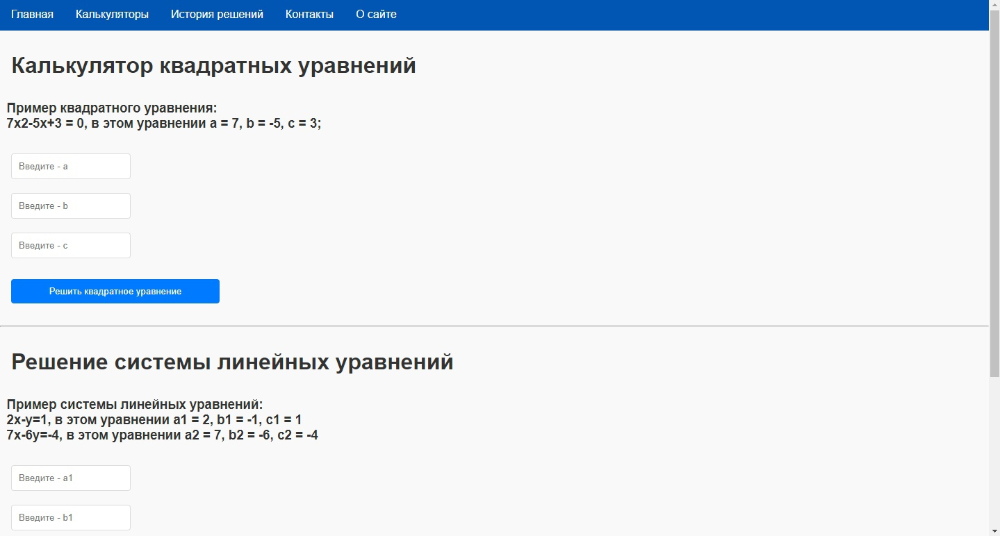 Главная Калькуляторы История решений Контакты О сайте
Калькулятор квадратных уравнений
Пример квадратного уравнения:
7x2-5x+3 = 0, в этом уравнении a = 7, b = -5, c = 3;
Введите - a
Введите - b
Введите - c
Решить квадратное уравнение
Решение системы линейных уравнений
Пример системы линейных уравнений:
2x-y=1, в этом уравнении a1 = 2, b1 = -1, c1 = 1
7x-6y=-4, в этом уравнении a2 = 7, b2 = -6, c2 = -4
Введите - a1
Введите - b1